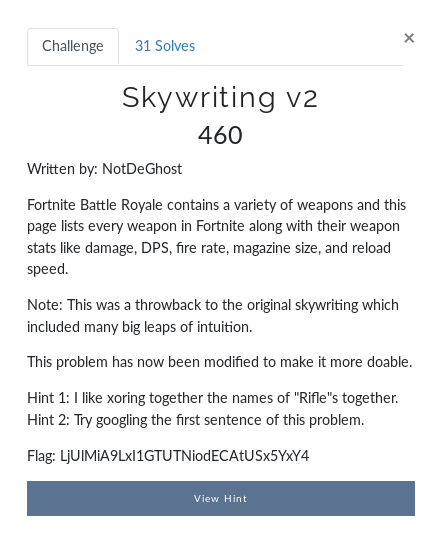 Challenge
31 Solves
×
Skywriting v2
460
Written by: NotDeGhost
Fortnite Battle Royale contains a variety of weapons and this
page lists every weapon in Fortnite along with their weapon
stats like damage, DPS, fire rate, magazine size, and reload
speed.
Note: This was a throwback to the original skywriting which
included many big leaps of intuition.
This problem has now been modified to make it more doable.
Hint 1: I like xoring together the names of "Rifle"s together.
Hint 2: Try googling the first sentence of this problem.
Flag: LjUlMiA9LxI1GTUTNiodECAtUSx5YxY4
View Hint